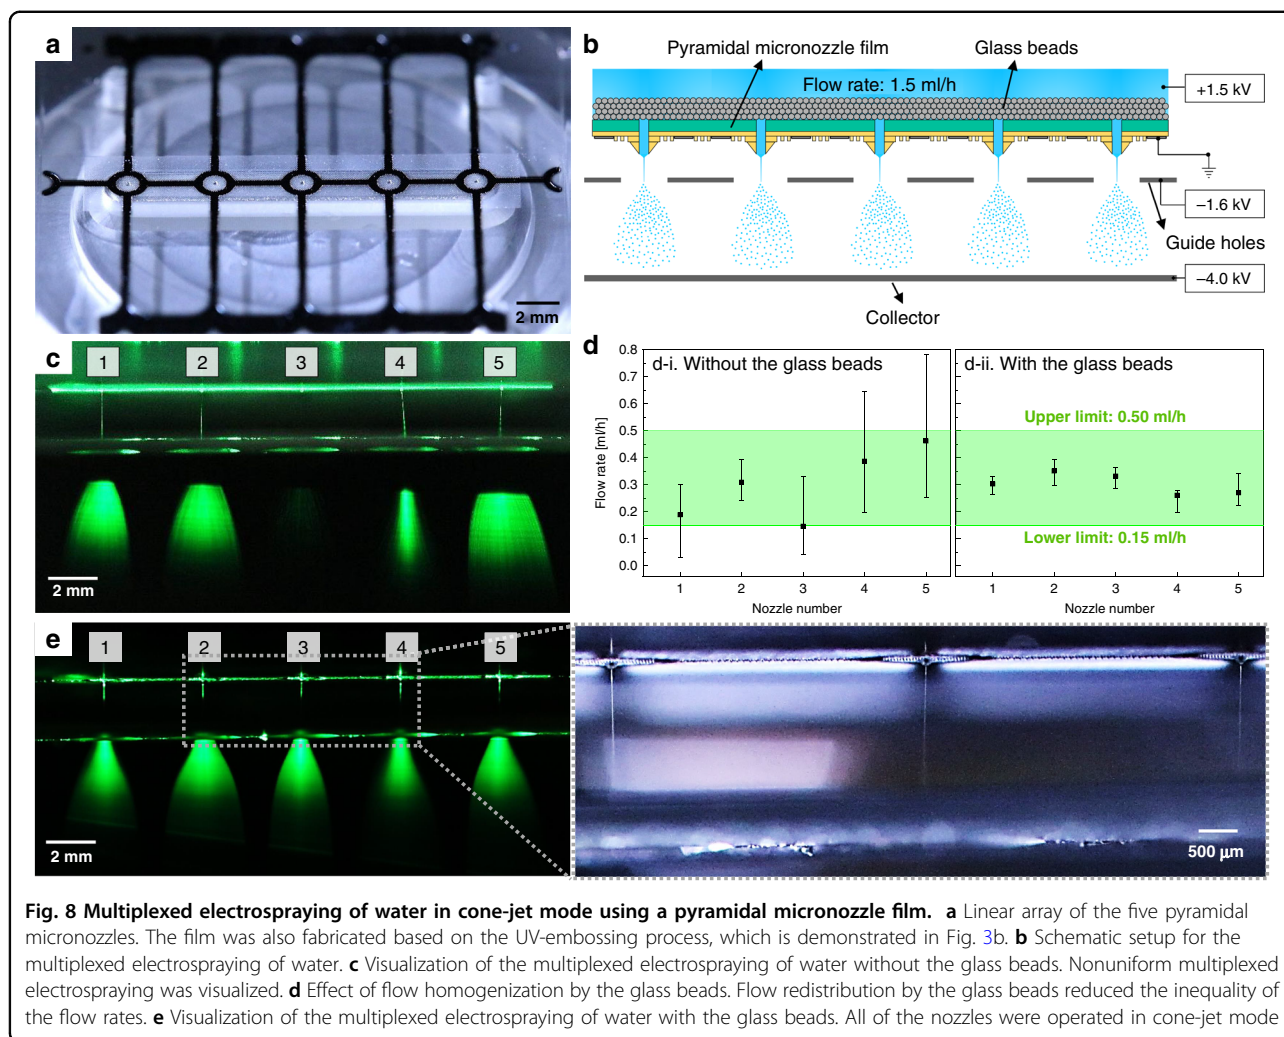 a
2 mm
b
Pyramidal micronozzle film
Glass beads
Flow rate: 1.5 ml/h
+1.5 kV
–1.6 kV
Guide holes
–4.0 kV
Collector
c
1 2 3 4 5
2 mm
d
d-i. Without the glass beads
d-ii. With the glass beads
Upper limit: 0.50 ml/h
Lower limit: 0.15 ml/h
Flow rate [ml/h]
0.8
0.7
0.6
0.5
0.4
0.3
0.2
0.1
0.0
1 2 3 4 5
Nozzle number
1 2 3 4 5
Nozzle number
e
1 2 3 4 5
2 mm
500 μm
Fig. 8 Multiplexed electrospraying of water in cone-jet mode using a pyramidal micronozzle film. a Linear array of the five pyramidal
micronozzles. The film was also fabricated based on the UV-embossing process, which is demonstrated in Fig. 3b. b Schematic setup for the
multiplexed electrospraying of water. c Visualization of the multiplexed electrospraying of water without the glass beads. Nonuniform multiplexed
electrospraying was visualized. d Effect of flow homogenization by the glass beads. Flow redistribution by the glass beads reduced the inequality of
the flow rates. e Visualization of the multiplexed electrospraying of water with the glass beads. All of the nozzles were operated in cone-jet mode